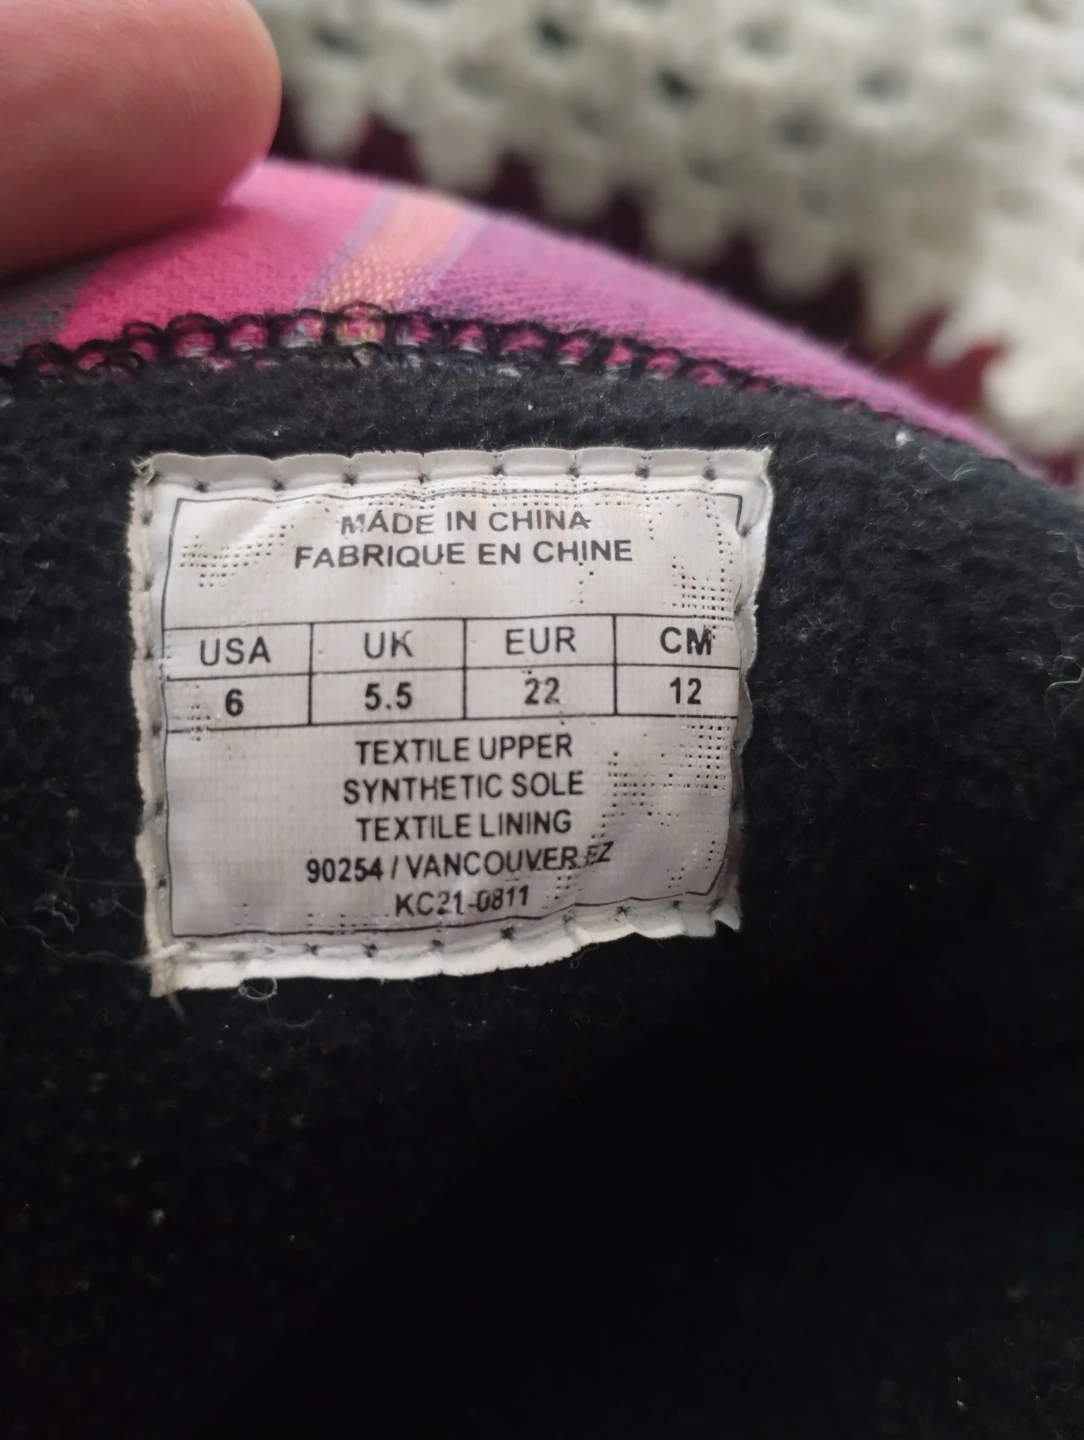 MADE IN CHINA
FABRIQUE EN CHINE
USA UK EUR CM
6 5.5 22 12
TEXTILE UPPER
SYNTHETIC SOLE
TEXTILE LINING
90254 / VANCOUVER EZ
KC21-0811